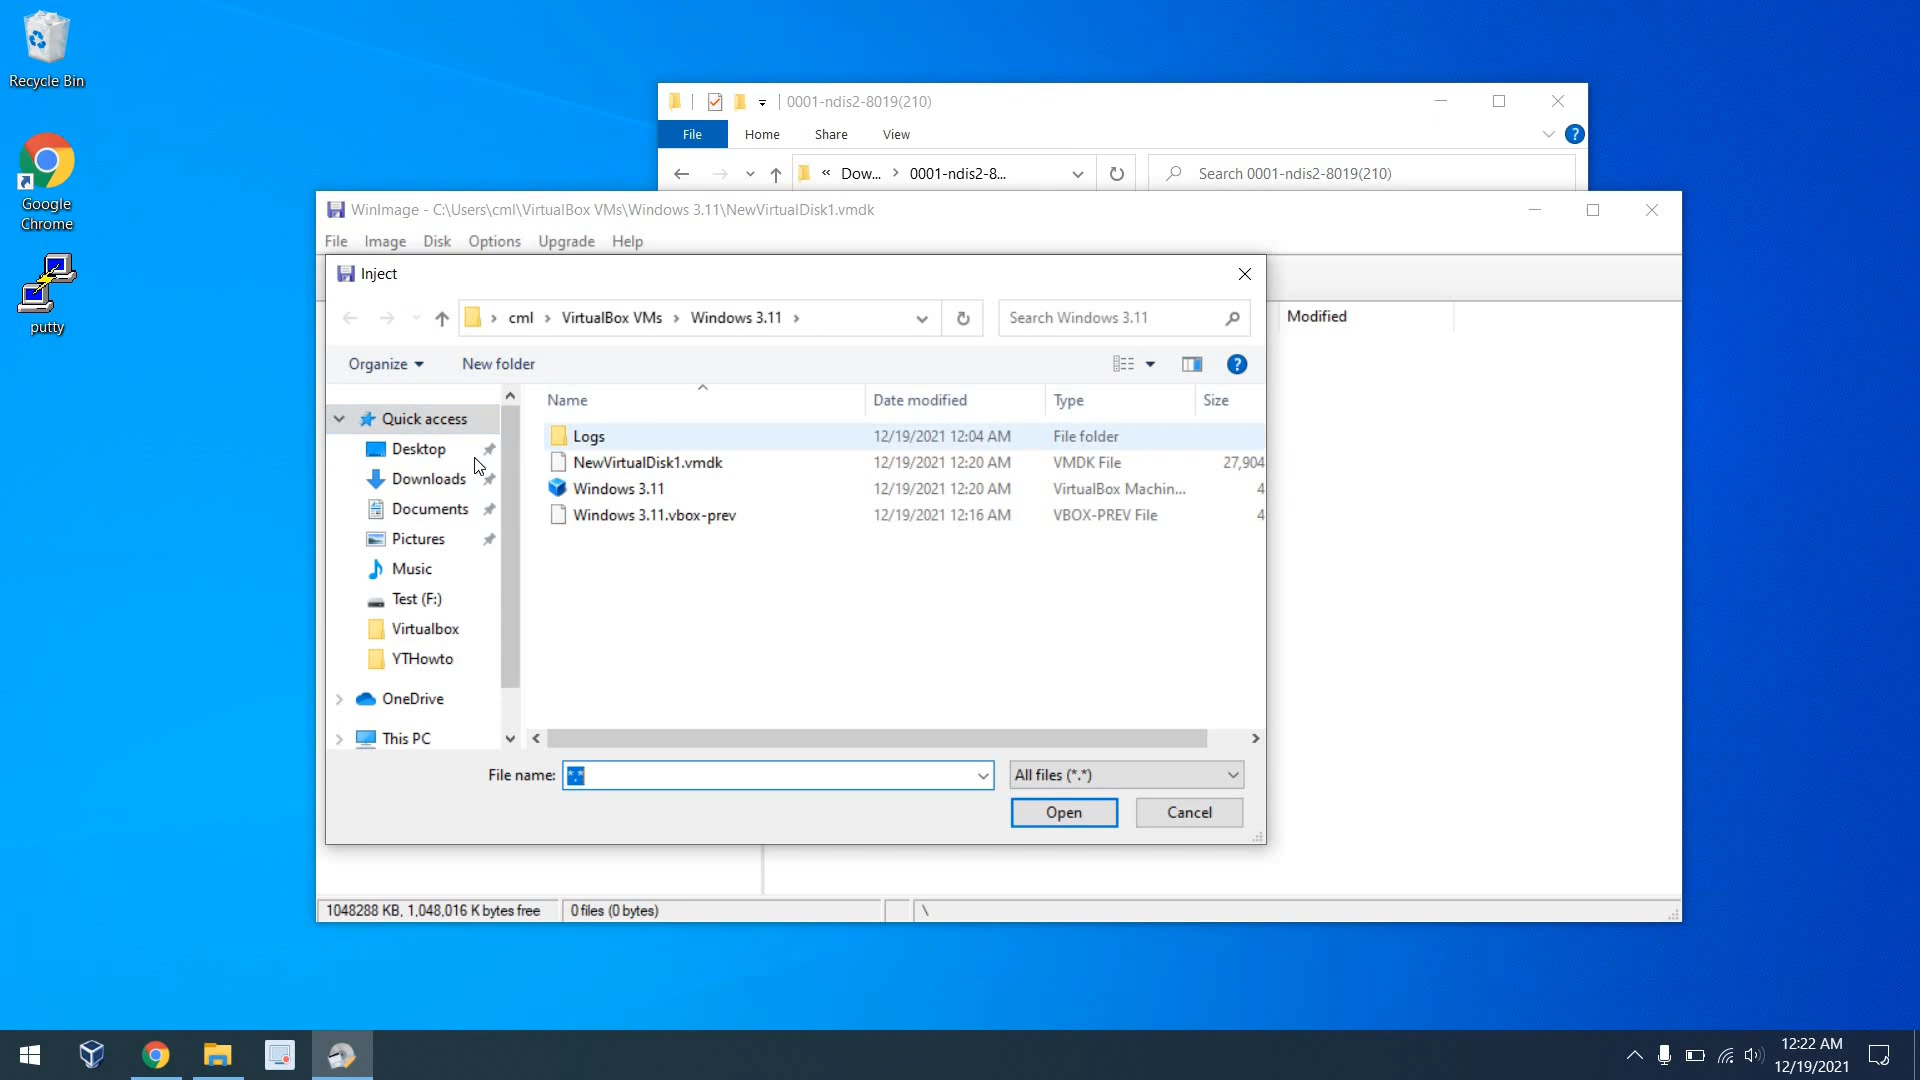 Recycle Bin
Google
Chrome
putty
0001-ndis2-8019(210)
File Home Share View
« Dow... > 0001-ndis2-8... Search 0001-ndis2-8019(210)
WinImage - C:\Users\cml\VirtualBox VMs\Windows 3.11\NewVirtualDisk1.vmdk
File Image Disk Options Upgrade Help
Inject
cml > VirtualBox VMs > Windows 3.11 > Search Windows 3.11
Modified
Organize New folder
Name Date modified Type Size
Quick access
Desktop
Downloads
Documents
Pictures
Music
Test (F:)
Virtualbox
YTHowto
OneDrive
This PC
Logs 12/19/2021 12:04 AM File folder
NewVirtualDisk1.vmdk 12/19/2021 12:20 AM VMDK File 27,904
Windows 3.11 12/19/2021 12:20 AM VirtualBox Machin... 4
Windows 3.11.vbox-prev 12/19/2021 12:16 AM VBOX-PREV File 4
File name: *.* All files (*.*)
Open Cancel
1048288 KB, 1,048,016 K bytes free 0 files (0 bytes) \
12:22 AM
12/19/2021